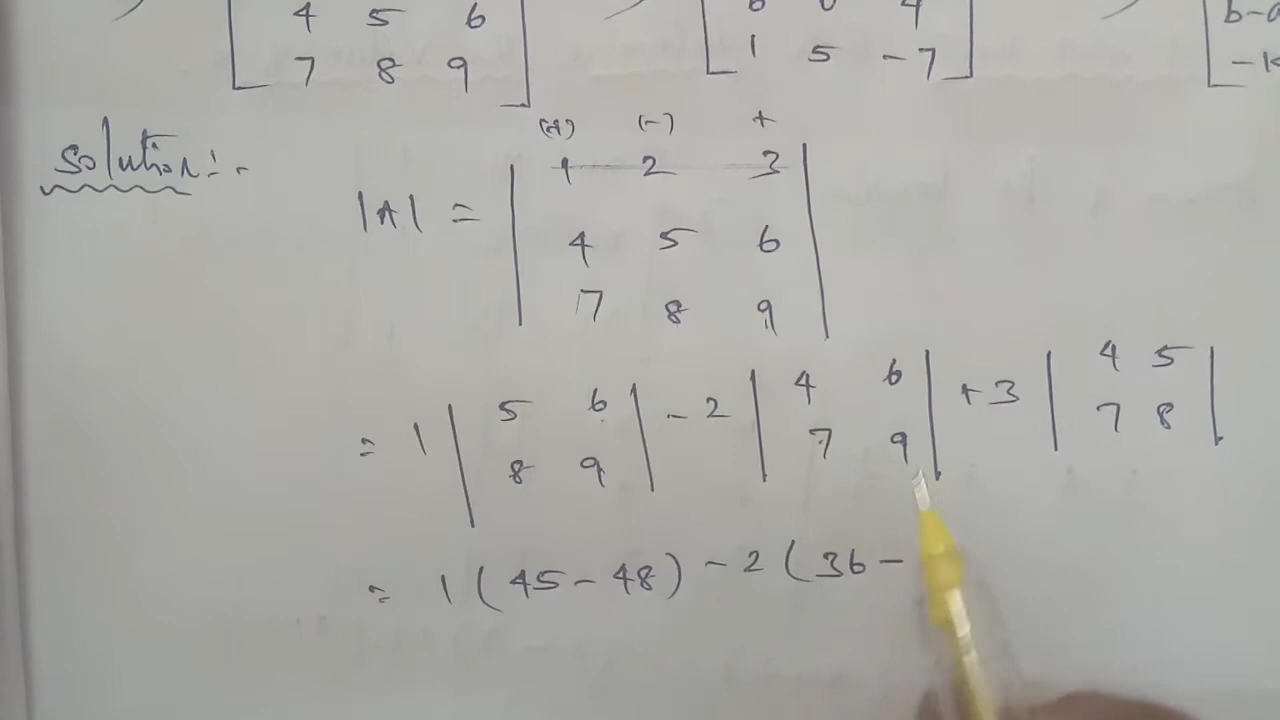 4 5 6
7 8 9
4
1 5 -7
b-
-k
Solution:-
(+) (-) +
|A| = | 1 2 3
4 5 6
7 8 9 |
= 1 | 5 6 8 9 | - 2 | 4 6 7 9 | + 3 | 4 5 7 8 |
= 1 ( 45 - 48 ) - 2 ( 36 -